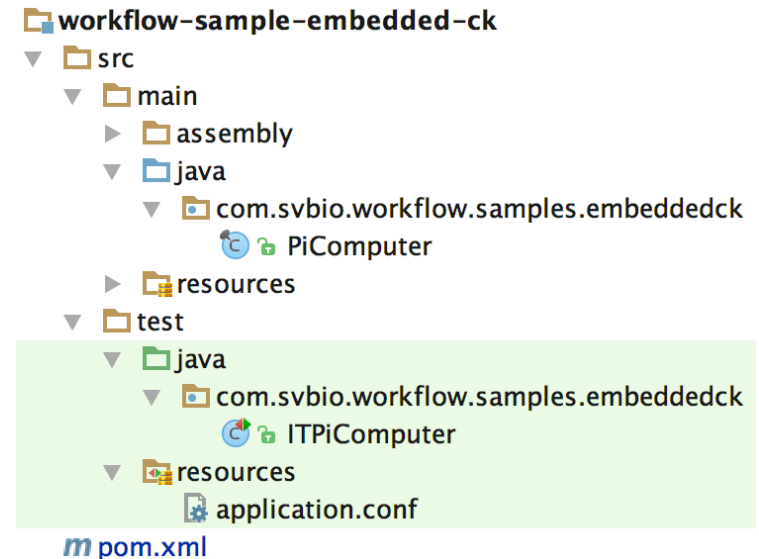 workflow-sample-embedded-ck
src
main
assembly
java
com.svbio.workflow.samples.embeddedck
PiComputer
resources
test
java
com.svbio.workflow.samples.embeddedck
ITPiComputer
resources
application.conf
pom.xml